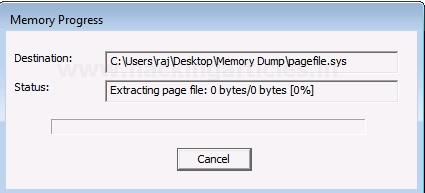 Memory Progress
Destination: C:\Users\raj\Desktop\Memory Dump\pagefile.sys
www.hackingarticles.in
Status: Extracting page file: 0 bytes/0 bytes [0%]
Cancel